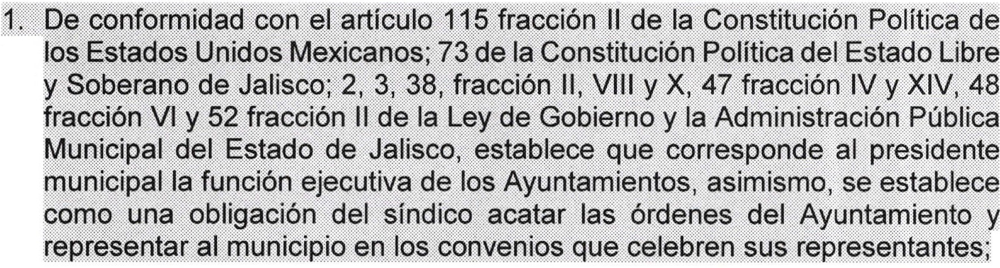 1. De conformidad con el artículo 115 fracción II de la Constitución Política de
los Estados Unidos Mexicanos; 73 de la Constitución Política del Estado Libre
y Soberano de Jalisco; 2, 3, 38, fracción II, VIII y X, 47 fracción IV y XIV, 48
fracción VI y 52 fracción II de la Ley de Gobierno y la Administración Pública
Municipal del Estado de Jalisco, establece que corresponde al presidente
municipal la función ejecutiva de los Ayuntamientos, asimismo, se establece
como una obligación del síndico acatar las órdenes del Ayuntamiento y
representar al municipio en los convenios que celebren sus representantes;